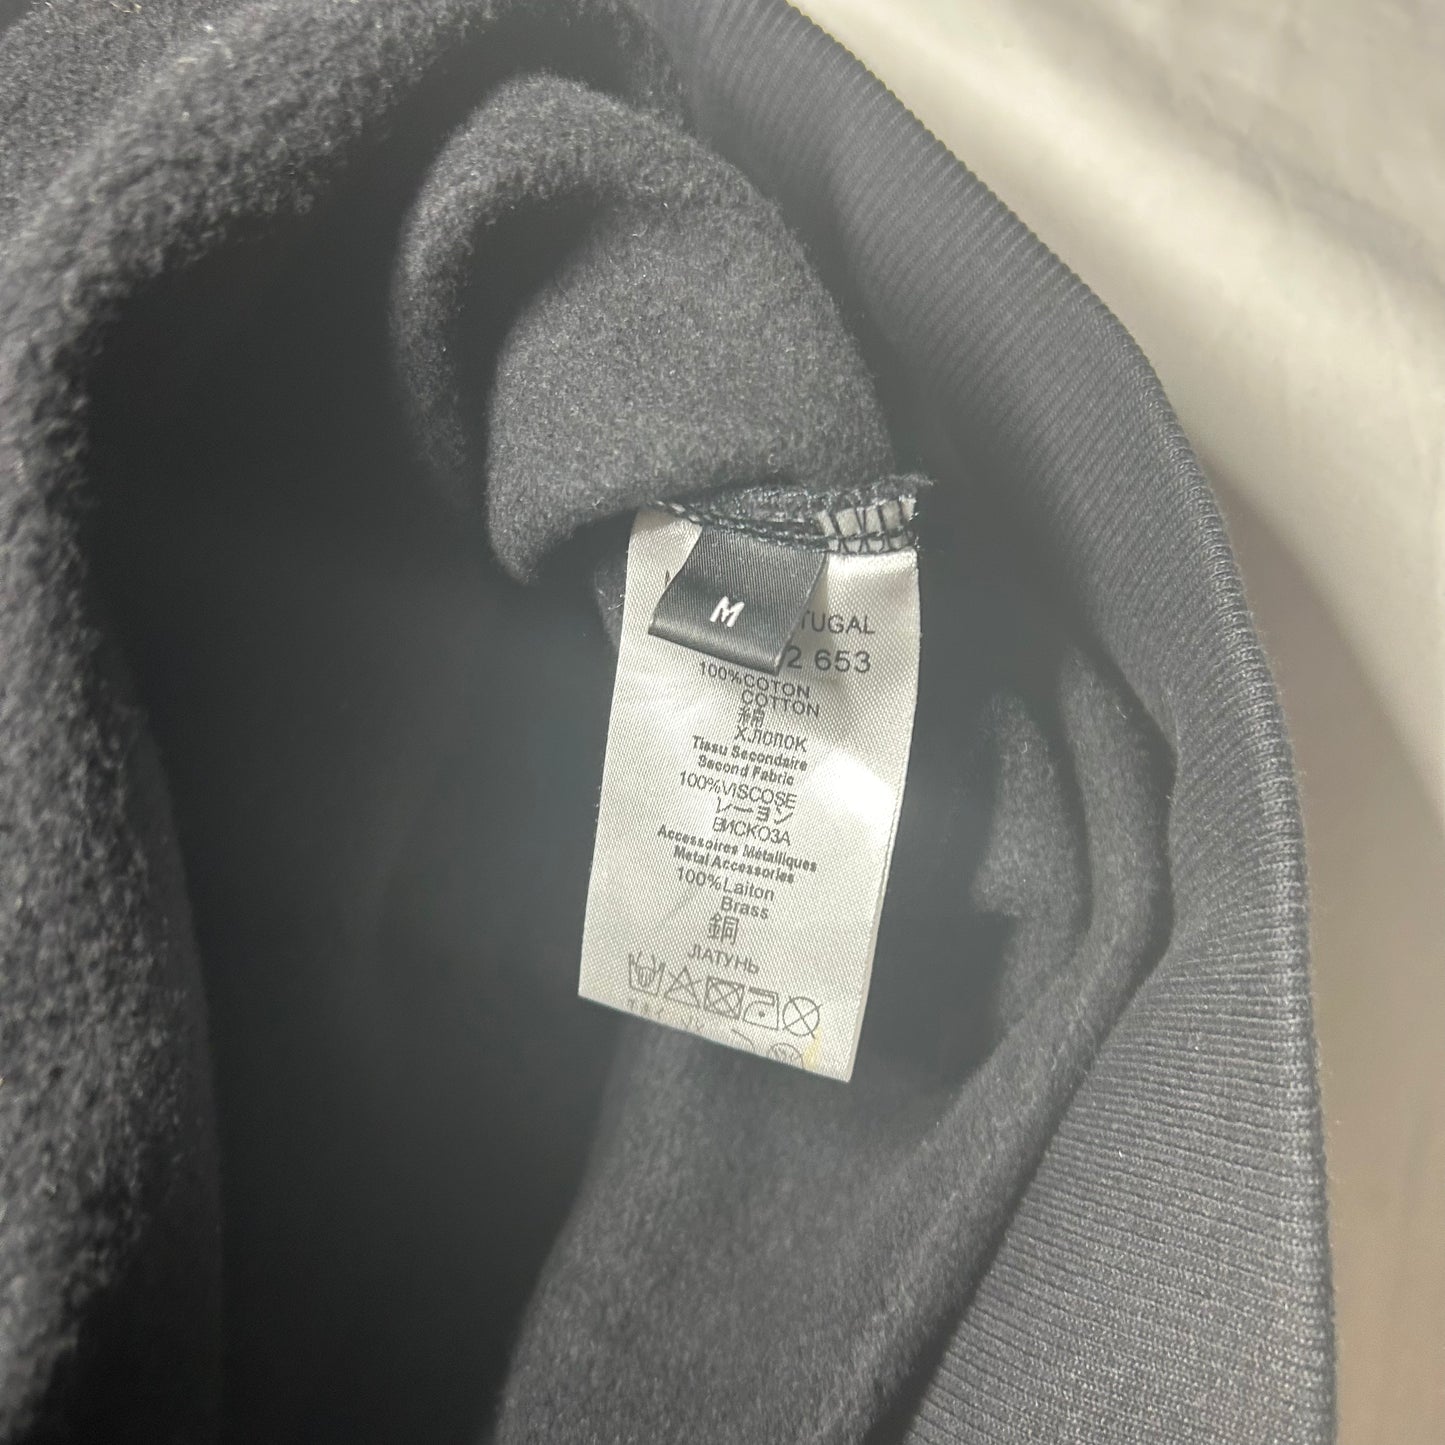 M
TUGAL
2 653
100%COTON
COTTON
綿
ХЛОПОК
Tissu Secondaire
Second Fabric
100%VISCOSE
レーヨン
ВИСКОЗА
Accessoires Métalliques
Metal Accessories
100%Laiton
Brass
銅
ЛАТУНЬ